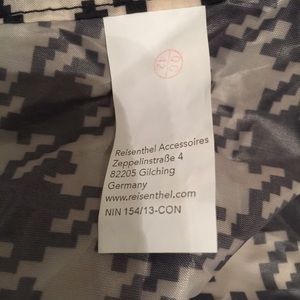 Reisenthel Accessoires
Zeppelinstraße 4
82205 Gilching
Germany
www.reisenthel.com
NIN 154/13-CON